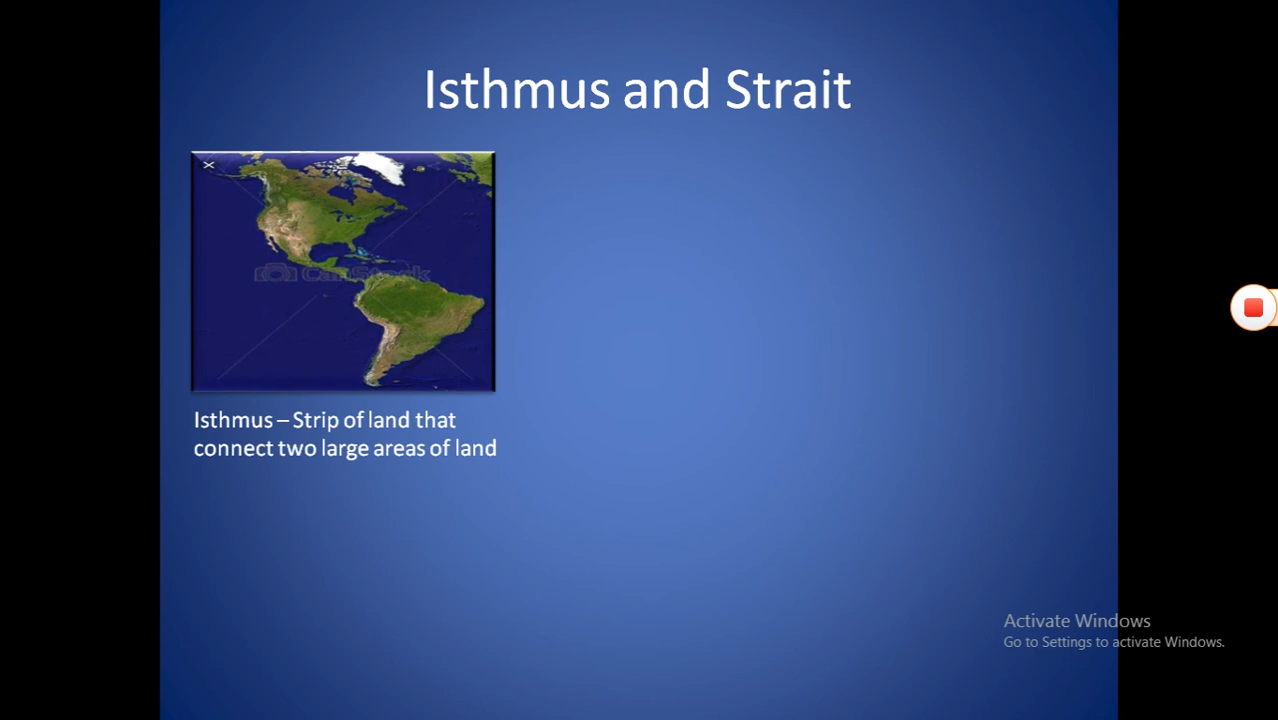 Isthmus and Strait
CanStock
Isthmus – Strip of land that
connect two large areas of land
Activate Windows
Go to Settings to activate Windows.